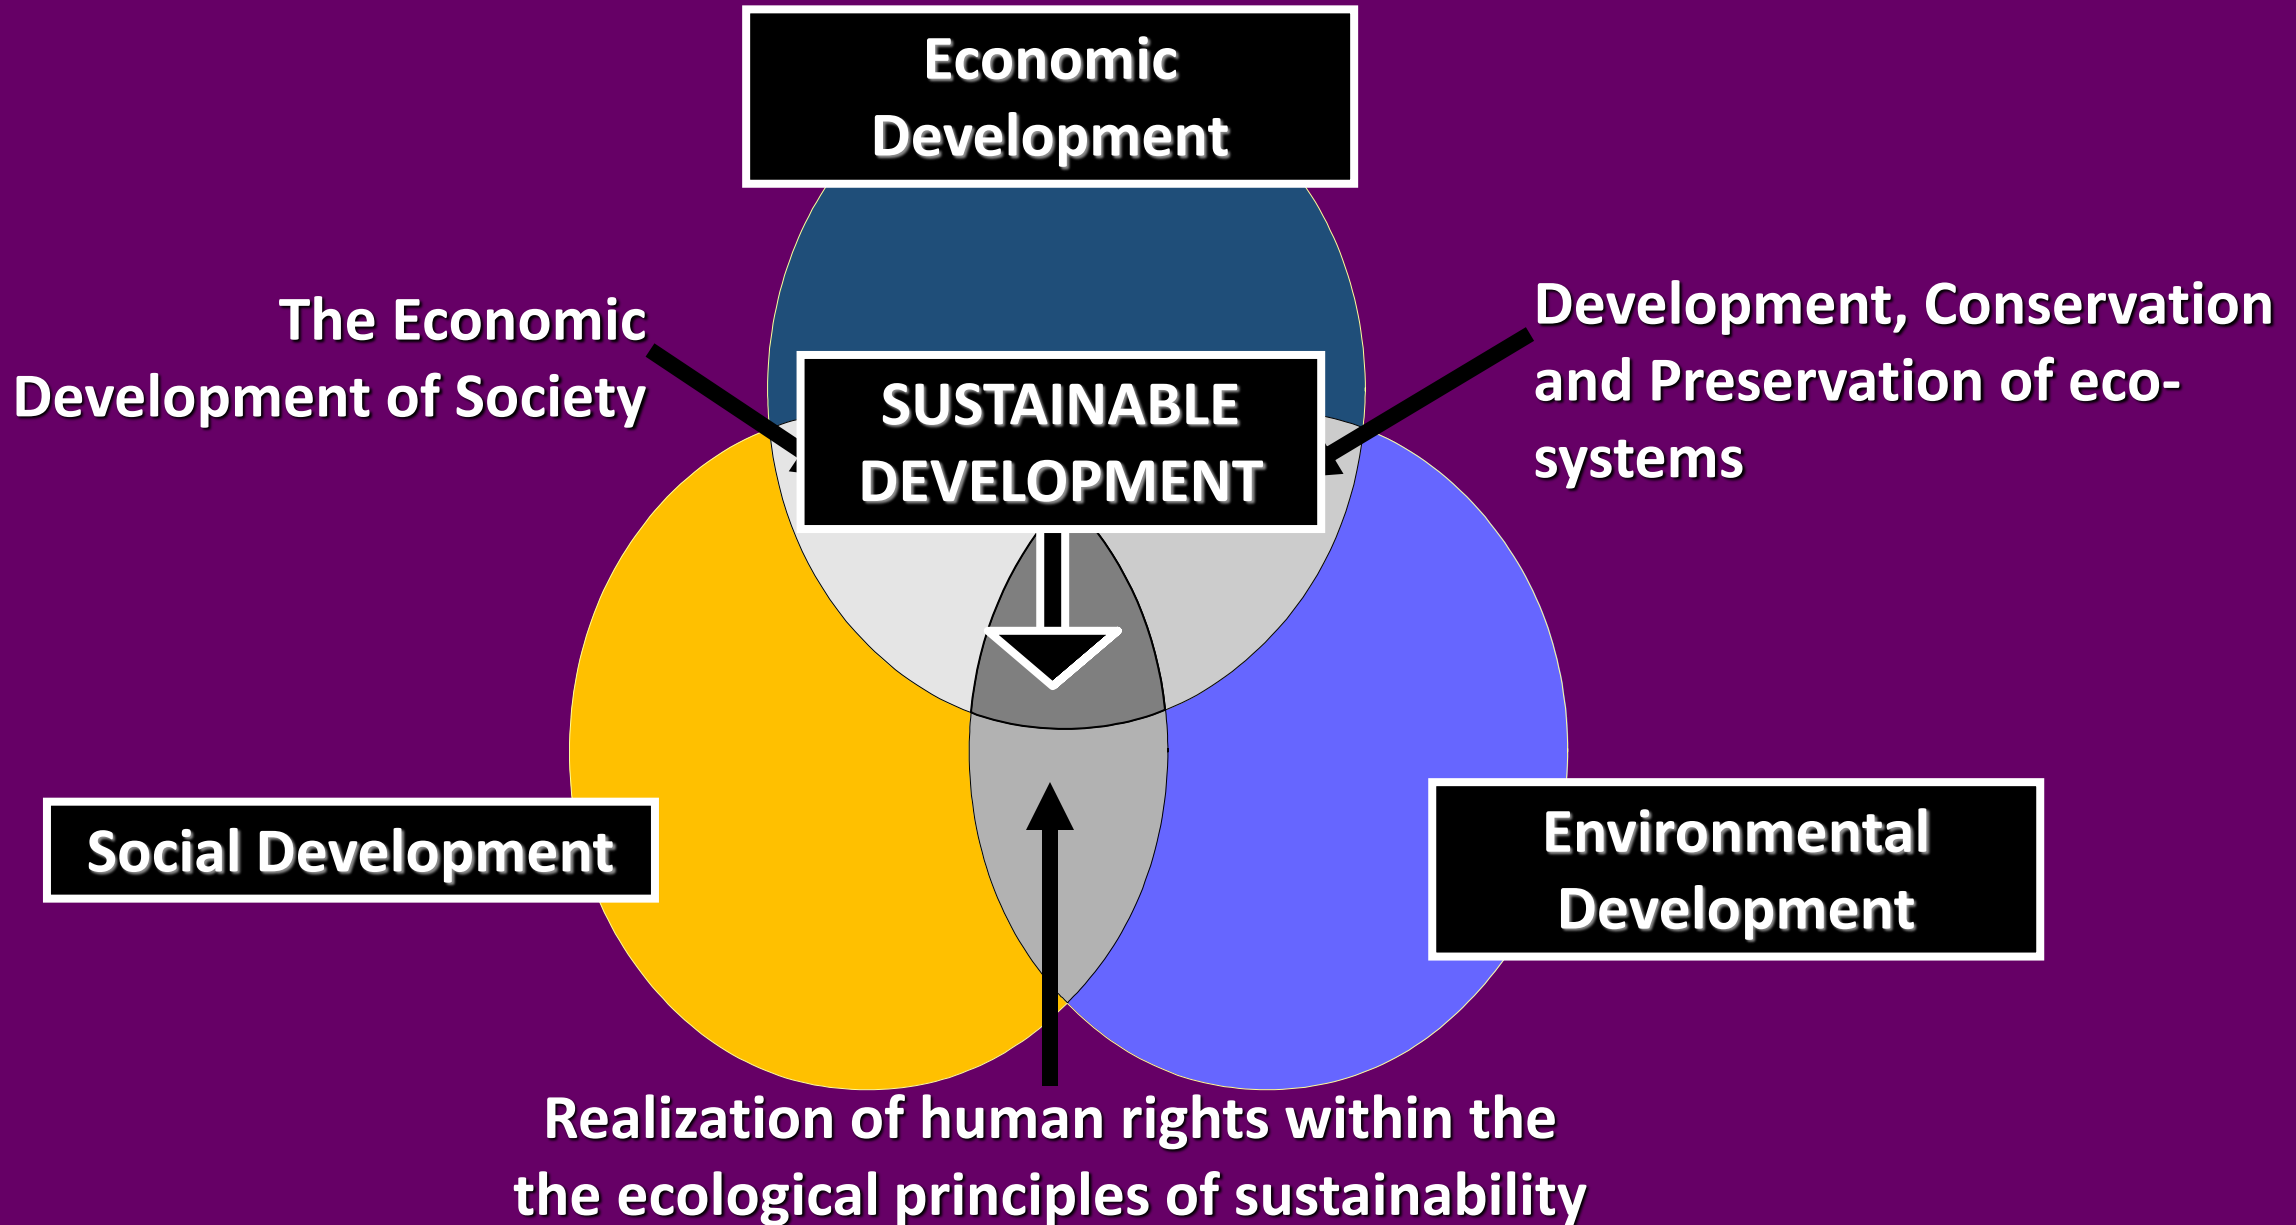 Economic
Development
The Economic
Development of Society
Development, Conservation
and Preservation of eco-
systems
SUSTAINABLE
DEVELOPMENT
Social Development
Environmental
Development
Realization of human rights within the
the ecological principles of sustainability